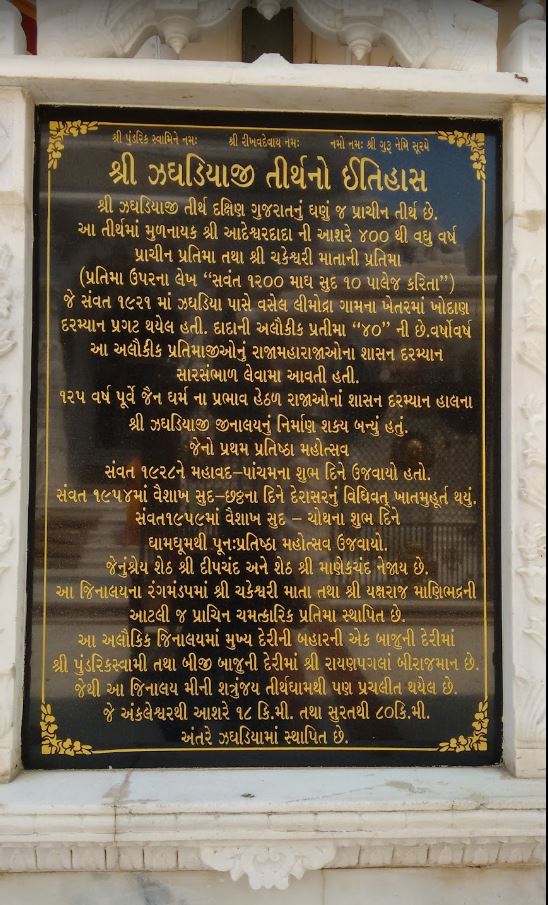 શ્રી પુંડરિક સ્વામિને નમઃ શ્રી રીખવદેવાય નમઃ નમો નમઃ શ્રી ગુરૂ નેમિ સૂરયે
શ્રી ઝઘડિયાજી તીર્થનો ઈતિહાસ
શ્રી ઝઘડિયાજી તીર્થ દક્ષિણ ગુજરાતનું ઘણું જ પ્રાચીન તીર્થ છે.
આ તીર્થમાં મુળનાયક શ્રી આદેશ્વરદાદા ની આશરે ૪૦૦ થી વધુ વર્ષ
પ્રાચીન પ્રતિમા તથા શ્રી ચક્રેશ્વરી માતાની પ્રતિમા
(પ્રતિમા ઉપરના લેખ “સવંત ૧૨૦૦ માઘ સુદ ૧૦ પાલેજ કરિતા”)
જે સંવત ૧૯૨૧ માં ઝઘડિયા પાસે વસેલ લીમોદ્રા ગામના ખેતરમાં ખોદાણ
દરમ્યાન પ્રગટ થયેલ હતી. દાદાની અલૌકીક પ્રતીમા “૪૦” ની છે.વર્ષોવર્ષ
આ અલૌકીક પ્રતિમાજીઓનું રાજામહારાજાઓના શાસન દરમ્યાન
સારસંભાળ લેવામા આવતી હતી.
૧૨૫ વર્ષ પૂર્વે જૈન ધર્મ ના પ્રભાવ હેઠળ રાજાઓનાં શાસન દરમ્યાન હાલના
શ્રી ઝઘડિયાજી જીનાલયનું નિર્માણ શક્ય બન્યું હતું.
જેનો પ્રથમ પ્રતિષ્ઠા મહોત્સવ
સંવત ૧૯૨૮ને મહાવદ–પાંચમના શુભ દિને ઉજવાયો હતો.
સંવત ૧૯૫૪માં વૈશાખ સુદ–છઠ્ઠના દિને દેરાસરનું વિધિવત્ ખાતમુહૂર્ત થયું.
સંવત૧૯૫૯માં વૈશાખ સુદ – ચોથના શુભ દિને
ધામધૂમથી પૂનઃપ્રતિષ્ઠા મહોત્સવ ઉજવાયો.
જેનુંશ્રેય શેઠ શ્રી દીપચંદ અને શેઠ શ્રી માણેકચંદ નેજાય છે.
આ જિનાલયના રંગમંડપમાં શ્રી ચક્રેશ્વરી માતા તથા શ્રી યક્ષરાજ માણિભદ્રની
આટલી જ પ્રાચિન ચમત્કારિક પ્રતિમા સ્થાપિત છે.
આ અલૌકિક જિનાલયમાં મુખ્ય દેરીની બહારની એક બાજુની દેરીમાં
શ્રી પુંડરિકસ્વામી તથા બીજી બાજુની દેરીમાં શ્રી રાયણપગલાં બીરાજમાન છે.
જેથી આ જિનાલય મીની શત્રુંજય તીર્થધામથી પણ પ્રચલીત થયેલ છે.
જે અંકલેશ્વરથી આશરે ૧૮ કિ.મી. તથા સુરતથી ૮૦કિ.મી.
અંતરે ઝઘડિયામાં સ્થાપિત છે.